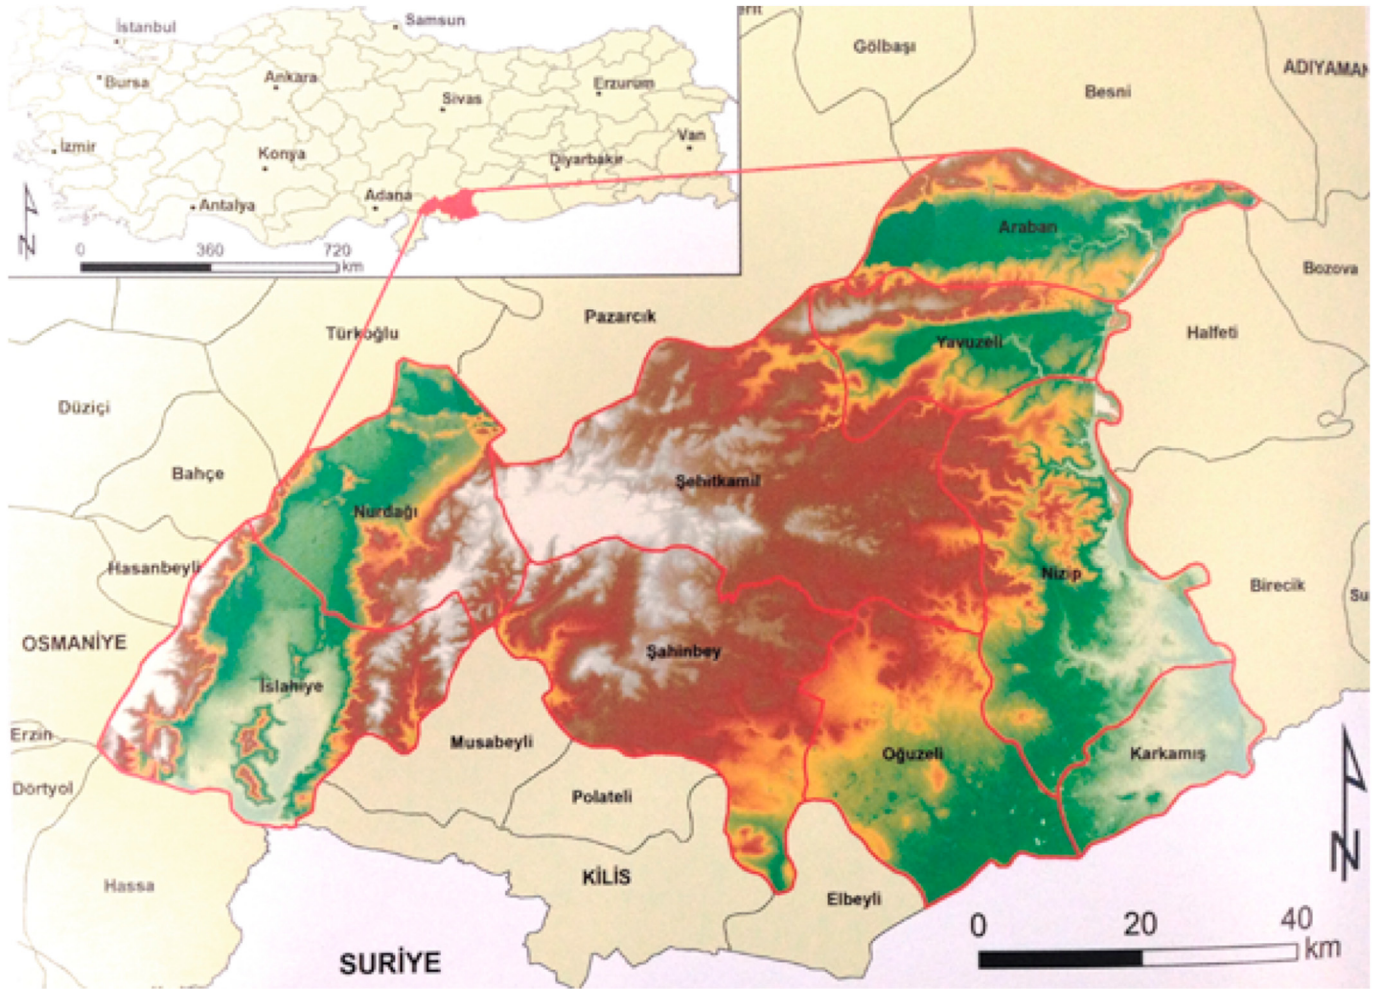 İstanbul
Samsun
Bursa
Ankara
Sivas
Erzurum
İzmir
Konya
Van
Diyarbakir
Antalya
Adana
N
0 360 720
km
Gölbaşı
Besni
ADIYAMAN
Araban
Bozova
Pazarcık
Türkoğlu
Yavuzeli
Halfeti
Düziçi
Bahçe
Şehitkamil
Nurdağı
Hasanbeyli
Nizip
Birecik
Su
OSMANİYE
Şahinbey
İslahiye
Erzin
Musabeyli
Oğuzeli
Karkamış
Dörtyol
Polateli
KİLİS
Hassa
Elbeyli
N
SURİYE
0 20 40
km